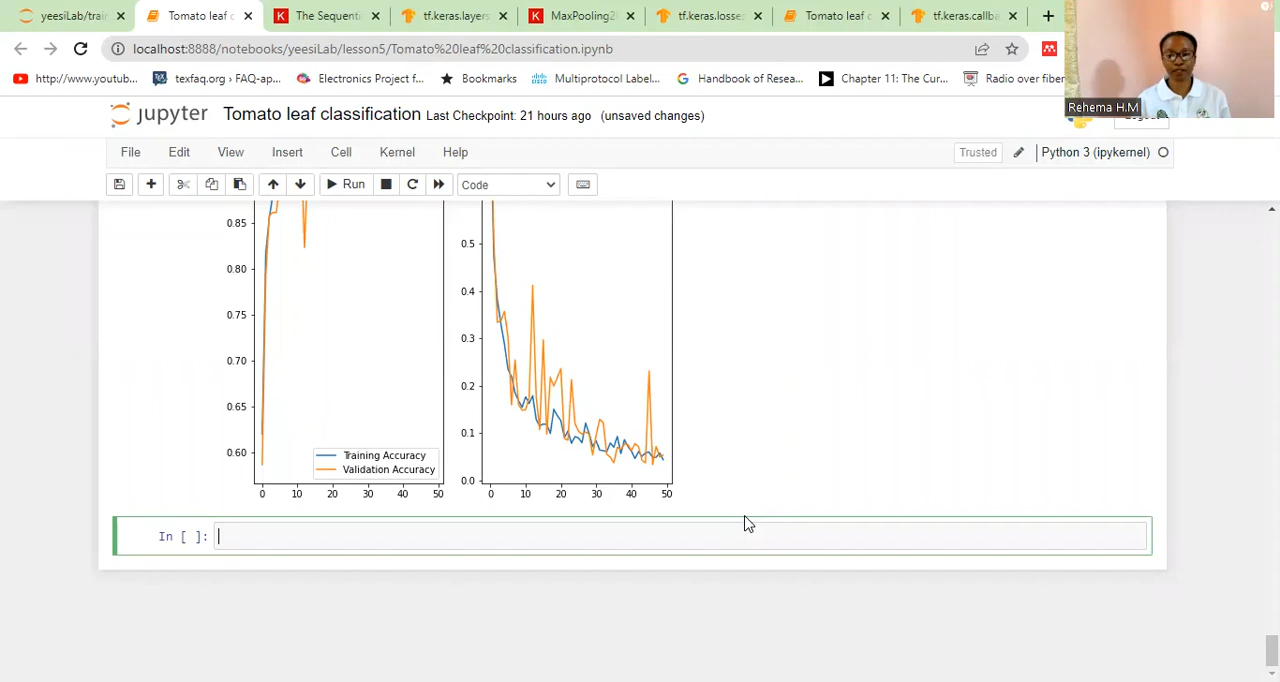 yeesiLab/train
Tomato leaf c
The Sequenti
tf.keras.layers
MaxPooling2
tf.keras.losse
Tomato leaf c
tf.keras.callba
localhost:8888/notebooks/yeesiLab/lesson5/Tomato%20leaf%20classification.ipynb
http://www.youtub...
texfaq.org › FAQ-ap...
Electronics Project f...
Bookmarks
Multiprotocol Label...
Handbook of Resea...
Chapter 11: The Cur...
Radio over fiber
Rehema H.M
jupyter Tomato leaf classification Last Checkpoint: 21 hours ago (unsaved changes)
File Edit View Insert Cell Kernel Help
Trusted
Python 3 (ipykernel)
Run
Code
0.85
0.80
0.75
0.70
0.65
0.60
Training Accuracy
Validation Accuracy
0 10 20 30 40 50
0.5
0.4
0.3
0.2
0.1
0.0
0 10 20 30 40 50
In [ ]: